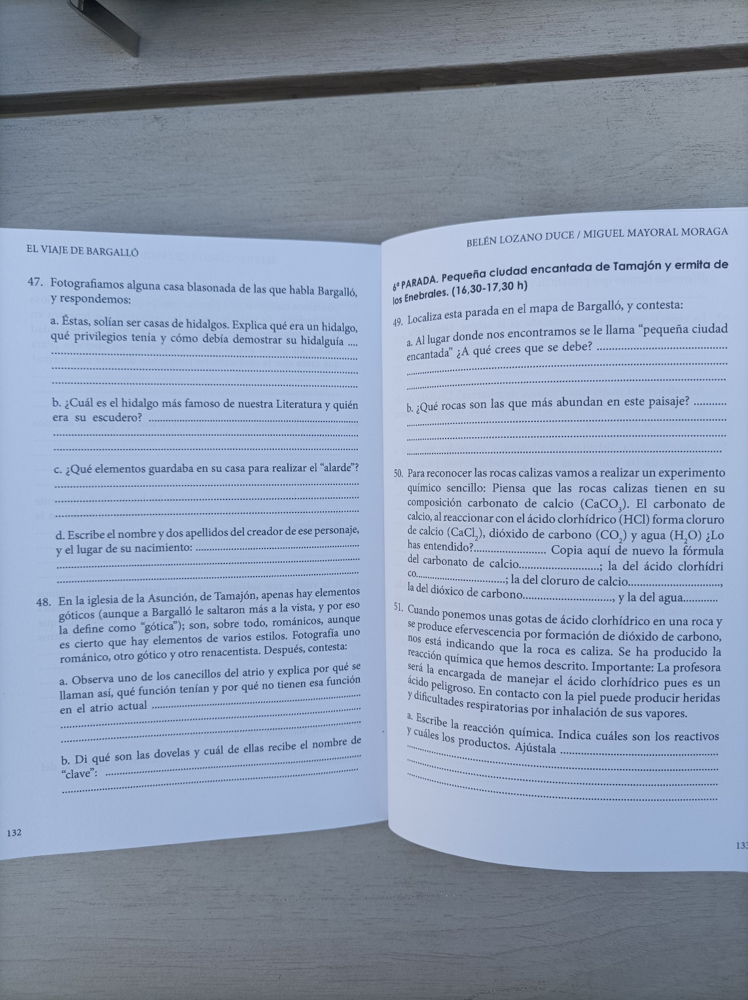 EL VIAJE DE BARGALLÓ
47. Fotografiamos alguna casa blasonada de las que habla Bargalló,
y respondemos:
a. Éstas, solían ser casas de hidalgos. Explica qué era un hidalgo,
qué privilegios tenía y cómo debía demostrar su hidalguía ....
b. ¿Cuál es el hidalgo más famoso de nuestra Literatura y quién
era su escudero?
c. ¿Qué elementos guardaba en su casa para realizar el “alarde”?
d. Escribe el nombre y dos apellidos del creador de ese personaje,
y el lugar de su nacimiento:
48. En la iglesia de la Asunción, de Tamajón, apenas hay elementos
góticos (aunque a Bargalló le saltaron más a la vista, y por eso
la define como “gótica”); son, sobre todo, románicos, aunque
es cierto que hay elementos de varios estilos. Fotografía uno
románico, otro gótico y otro renacentista. Después, contesta:
a. Observa uno de los canecillos del atrio y explica por qué se
llaman así, qué función tenían y por qué no tienen esa función
en el atrio actual
b. Di qué son las dovelas y cuál de ellas recibe el nombre de
“clave”:
132
BELÉN LOZANO DUCE / MIGUEL MAYORAL MORAGA
6ª PARADA. Pequeña ciudad encantada de Tamajón y ermita de
los Enebrales. (16,30-17,30 h)
49. Localiza esta parada en el mapa de Bargalló, y contesta:
a. Al lugar donde nos encontramos se le llama “pequeña ciudad
encantada” ¿A qué crees que se debe?
b. ¿Qué rocas son las que más abundan en este paisaje?
50. Para reconocer las rocas calizas vamos a realizar un experimento
químico sencillo: Piensa que las rocas calizas tienen en su
composición carbonato de calcio (CaCO₃). El carbonato de
calcio, al reaccionar con el ácido clorhídrico (HCl) forma cloruro
de calcio (CaCl₂), dióxido de carbono (CO₂) y agua (H₂O) ¿Lo
has entendido?........................ Copia aquí de nuevo la fórmula
del carbonato de calcio...........................; la del ácido clorhídri
co..............................; la del cloruro de calcio...............................,
la del dióxico de carbono.............................., y la del agua............
51. Cuando ponemos unas gotas de ácido clorhídrico en una roca y
se produce efervescencia por formación de dióxido de carbono,
nos está indicando que la roca es caliza. Se ha producido la
reacción química que hemos descrito. Importante: La profesora
será la encargada de manejar el ácido clorhídrico pues es un
ácido peligroso. En contacto con la piel puede producir heridas
y dificultades respiratorias por inhalación de sus vapores.
a. Escribe la reacción química. Indica cuáles son los reactivos
y cuáles los productos. Ajústala
133